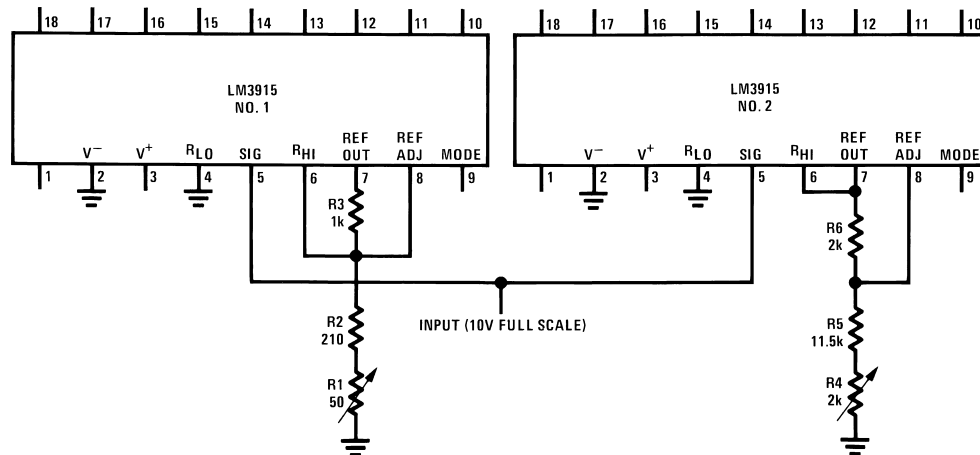 18 17 16 15 14 13 12 11 10
18 17 16 15 14 13 12 11 10
LM3915
NO. 1
LM3915
NO. 2
V− V+ RLO SIG RHI REF OUT REF ADJ MODE
V− V+ RLO SIG RHI REF OUT REF ADJ MODE
1 2 3 4 5 6 7 8 9
1 2 3 4 5 6 7 8 9
R3
1k
R6
2k
INPUT (10V FULL SCALE)
R2
210
R5
11.5k
R1
50
R4
2k